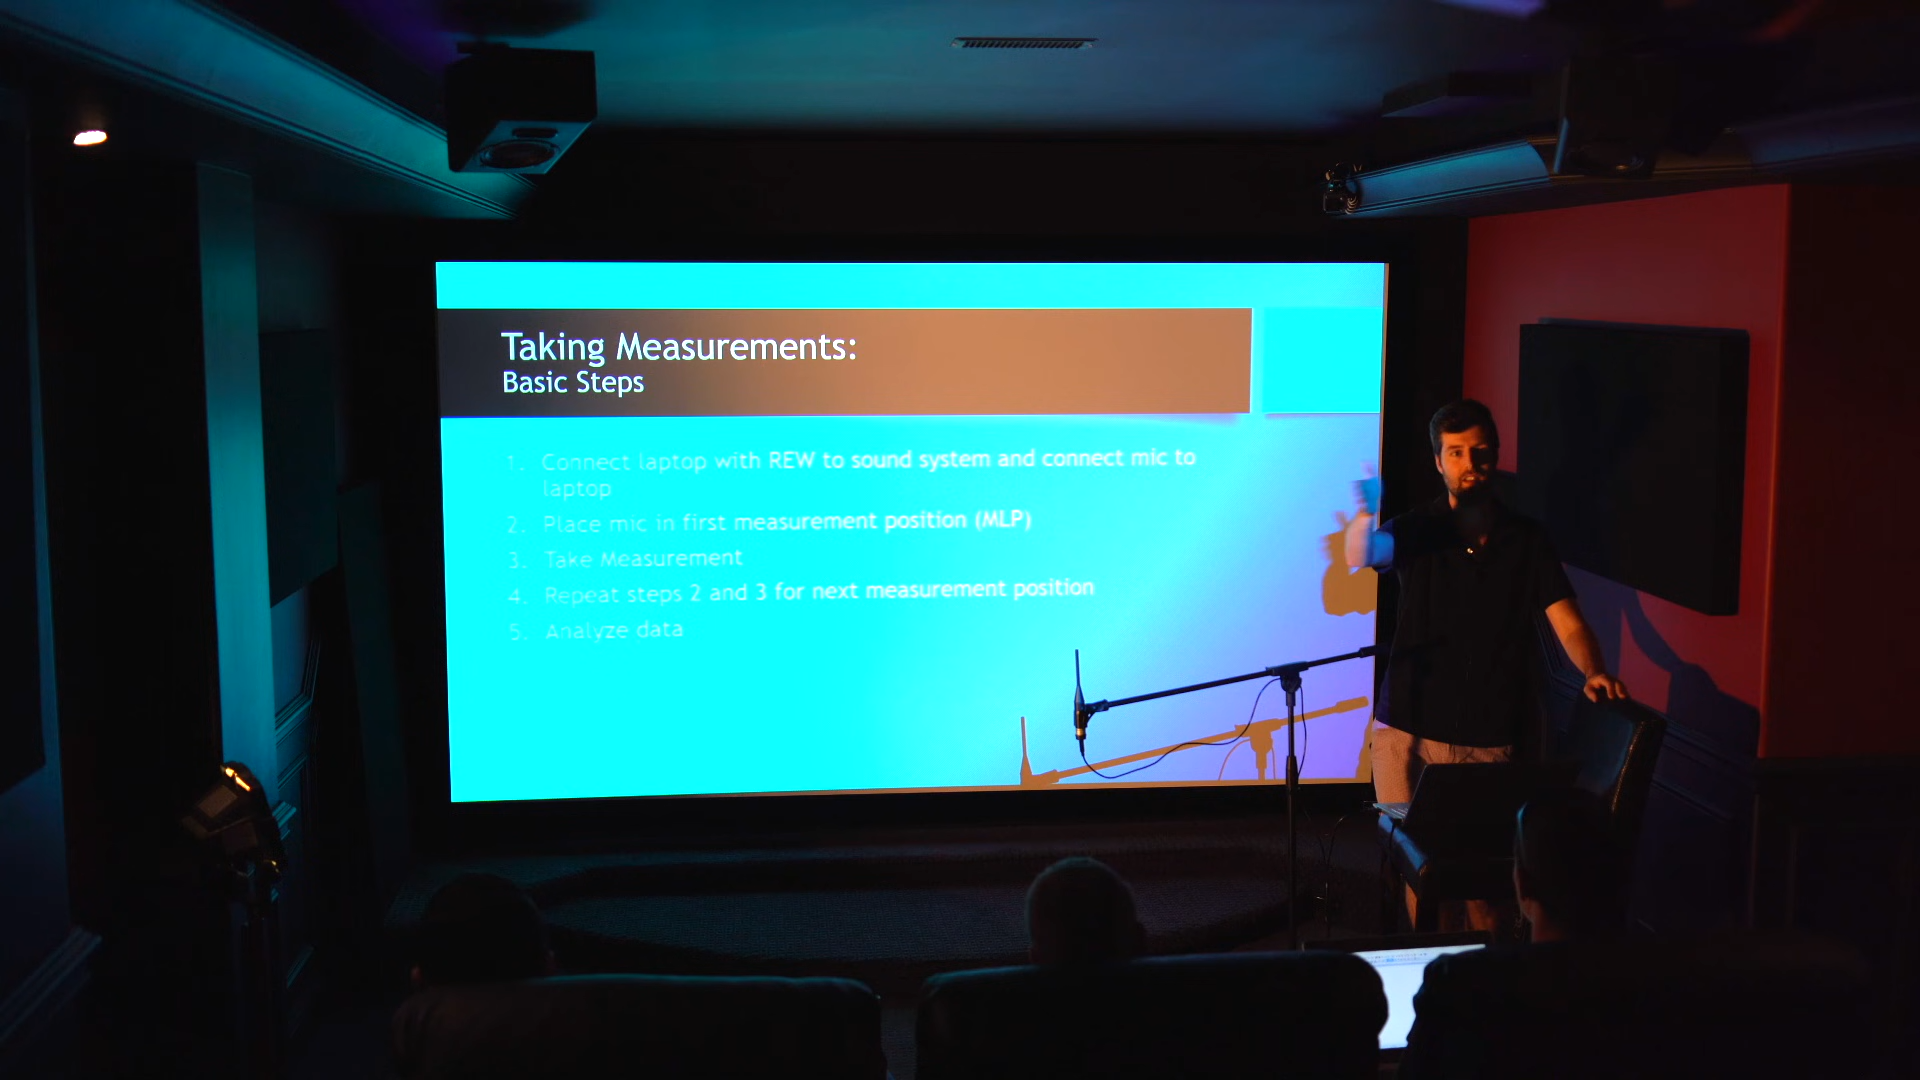 Taking Measurements:
Basic Steps
1. Connect laptop with REW to sound system and connect mic to
laptop
2. Place mic in first measurement position (MLP)
3. Take Measurement
4. Repeat steps 2 and 3 for next measurement position
5. Analyze data